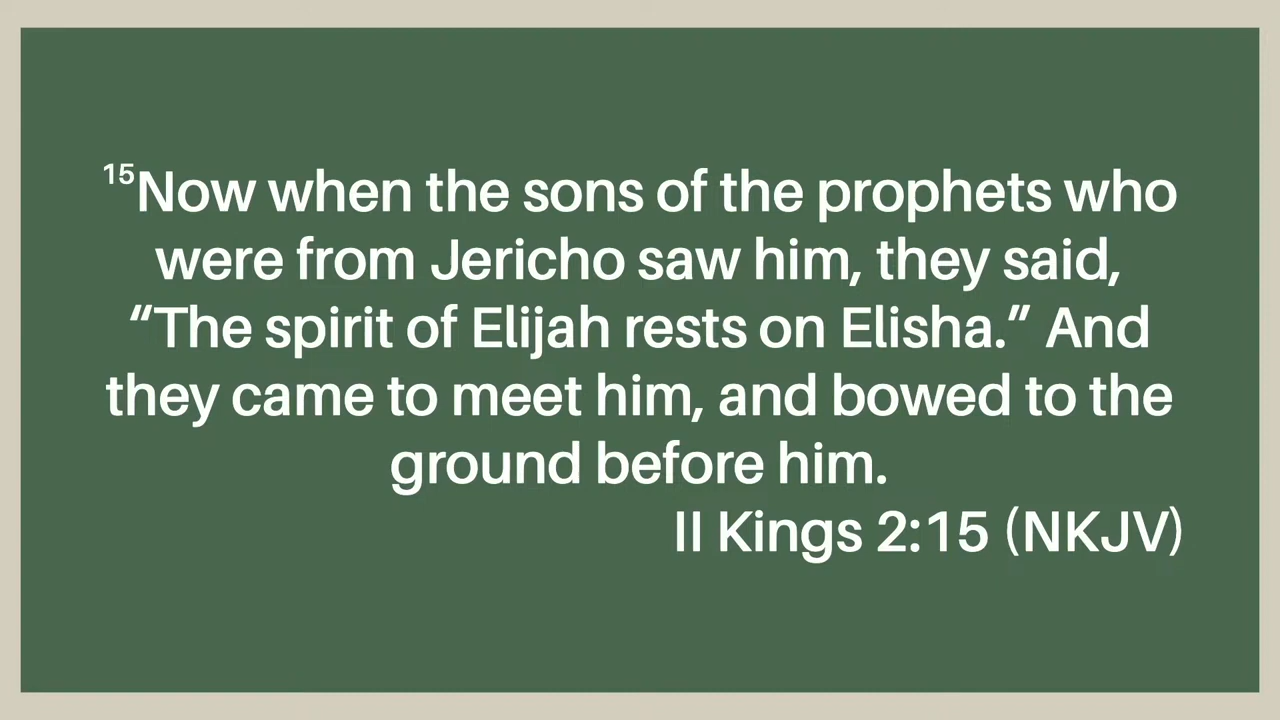 ¹⁵Now when the sons of the prophets who
were from Jericho saw him, they said,
“The spirit of Elijah rests on Elisha.” And
they came to meet him, and bowed to the
ground before him.
II Kings 2:15 (NKJV)